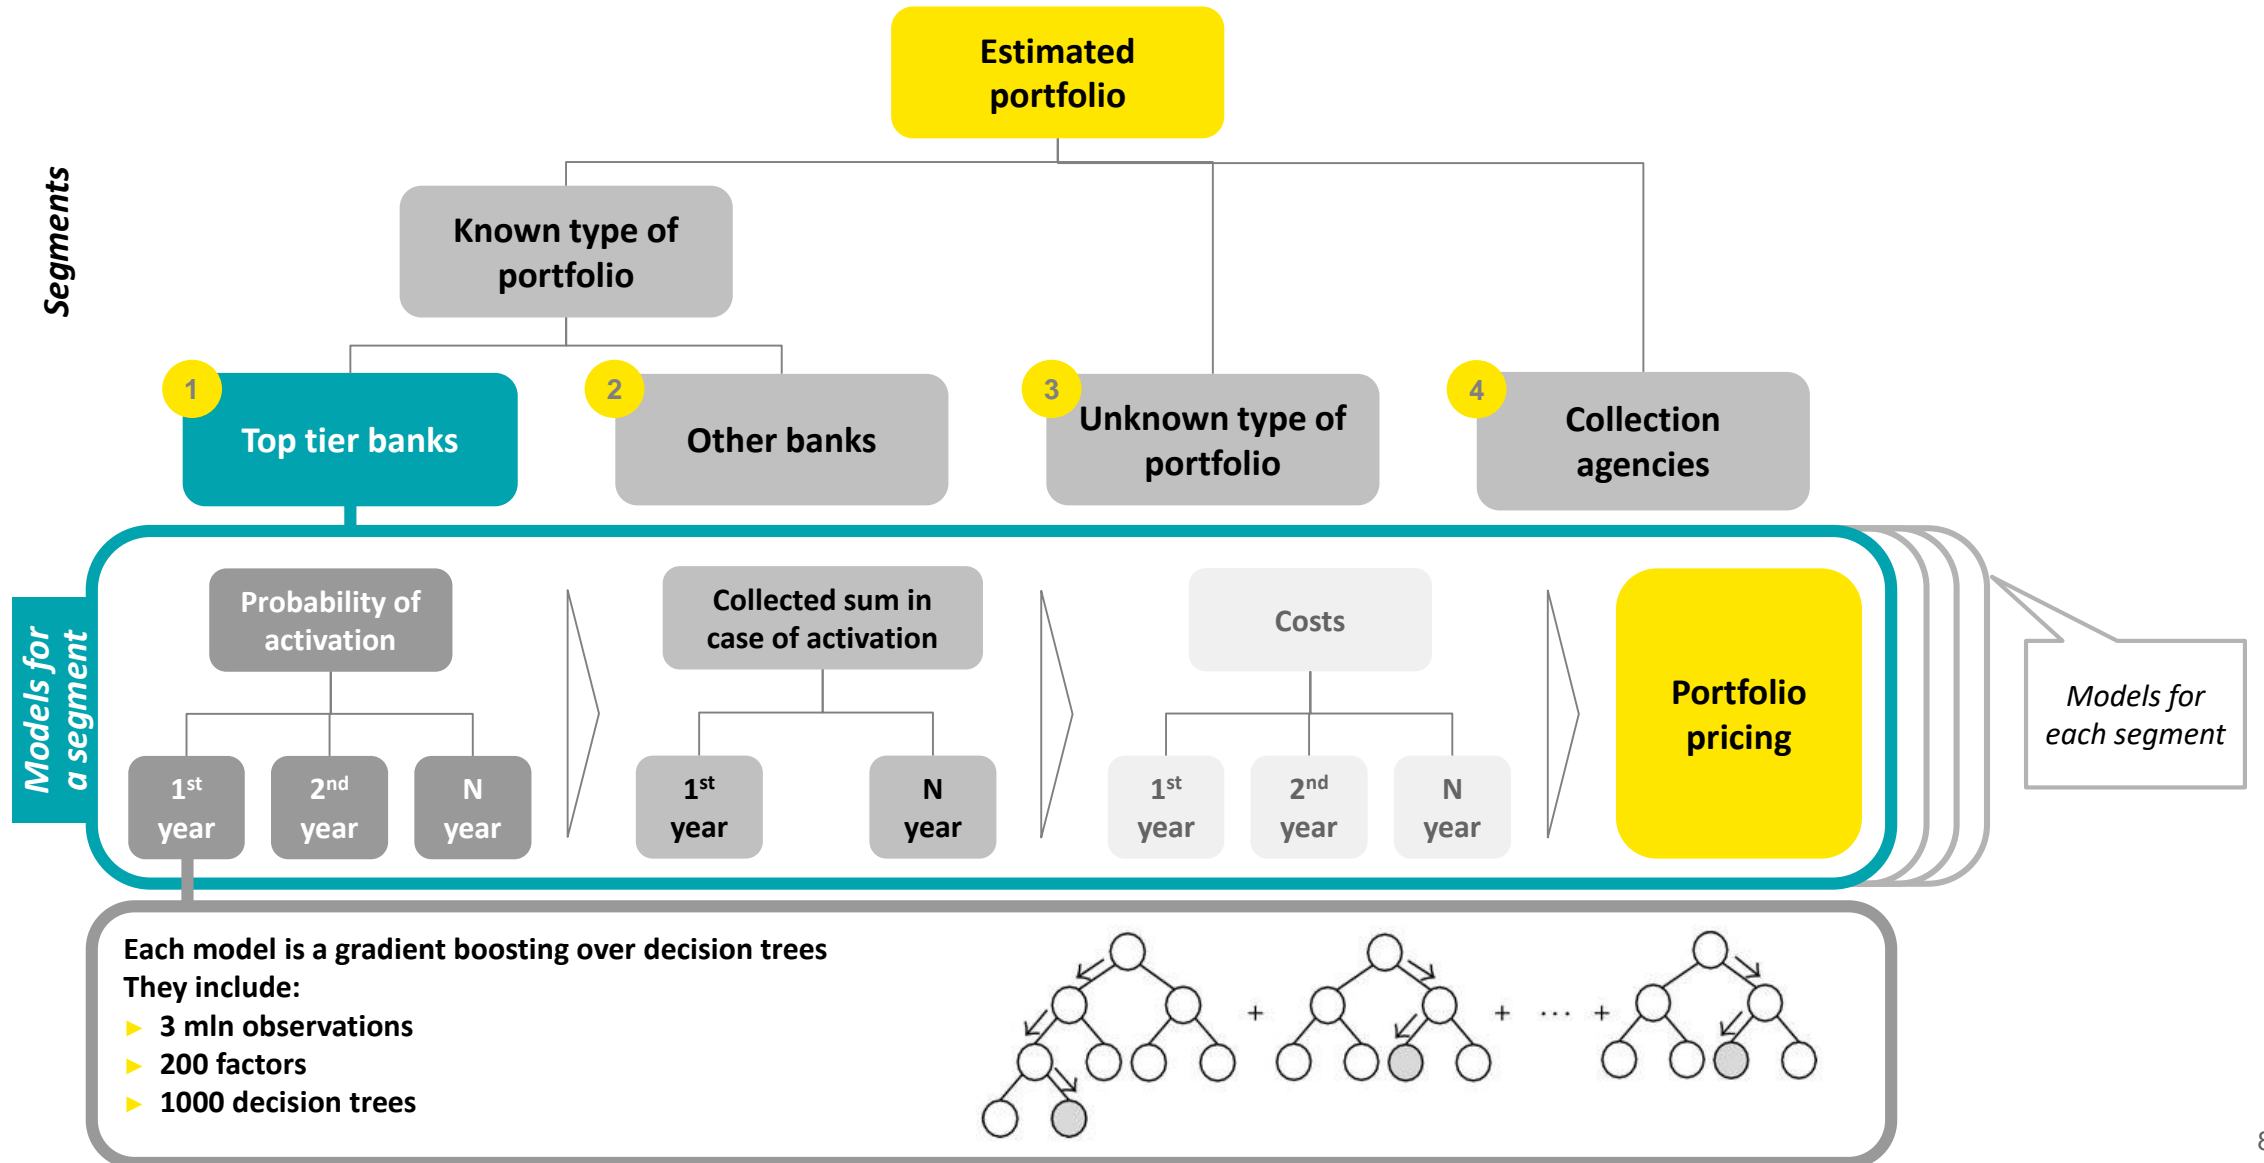 Estimated
portfolio
Segments
Known type of
portfolio
1
Top tier banks
2
Other banks
3
Unknown type of
portfolio
4
Collection
agencies
Models for
a segment
Probability of
activation
1st
year
2nd
year
N
year
Collected sum in
case of activation
1st
year
N
year
Costs
1st
year
2nd
year
N
year
Portfolio
pricing
Models for
each segment
Each model is a gradient boosting over decision trees
They include:
► 3 mln observations
► 200 factors
► 1000 decision trees
+ + ... +
8